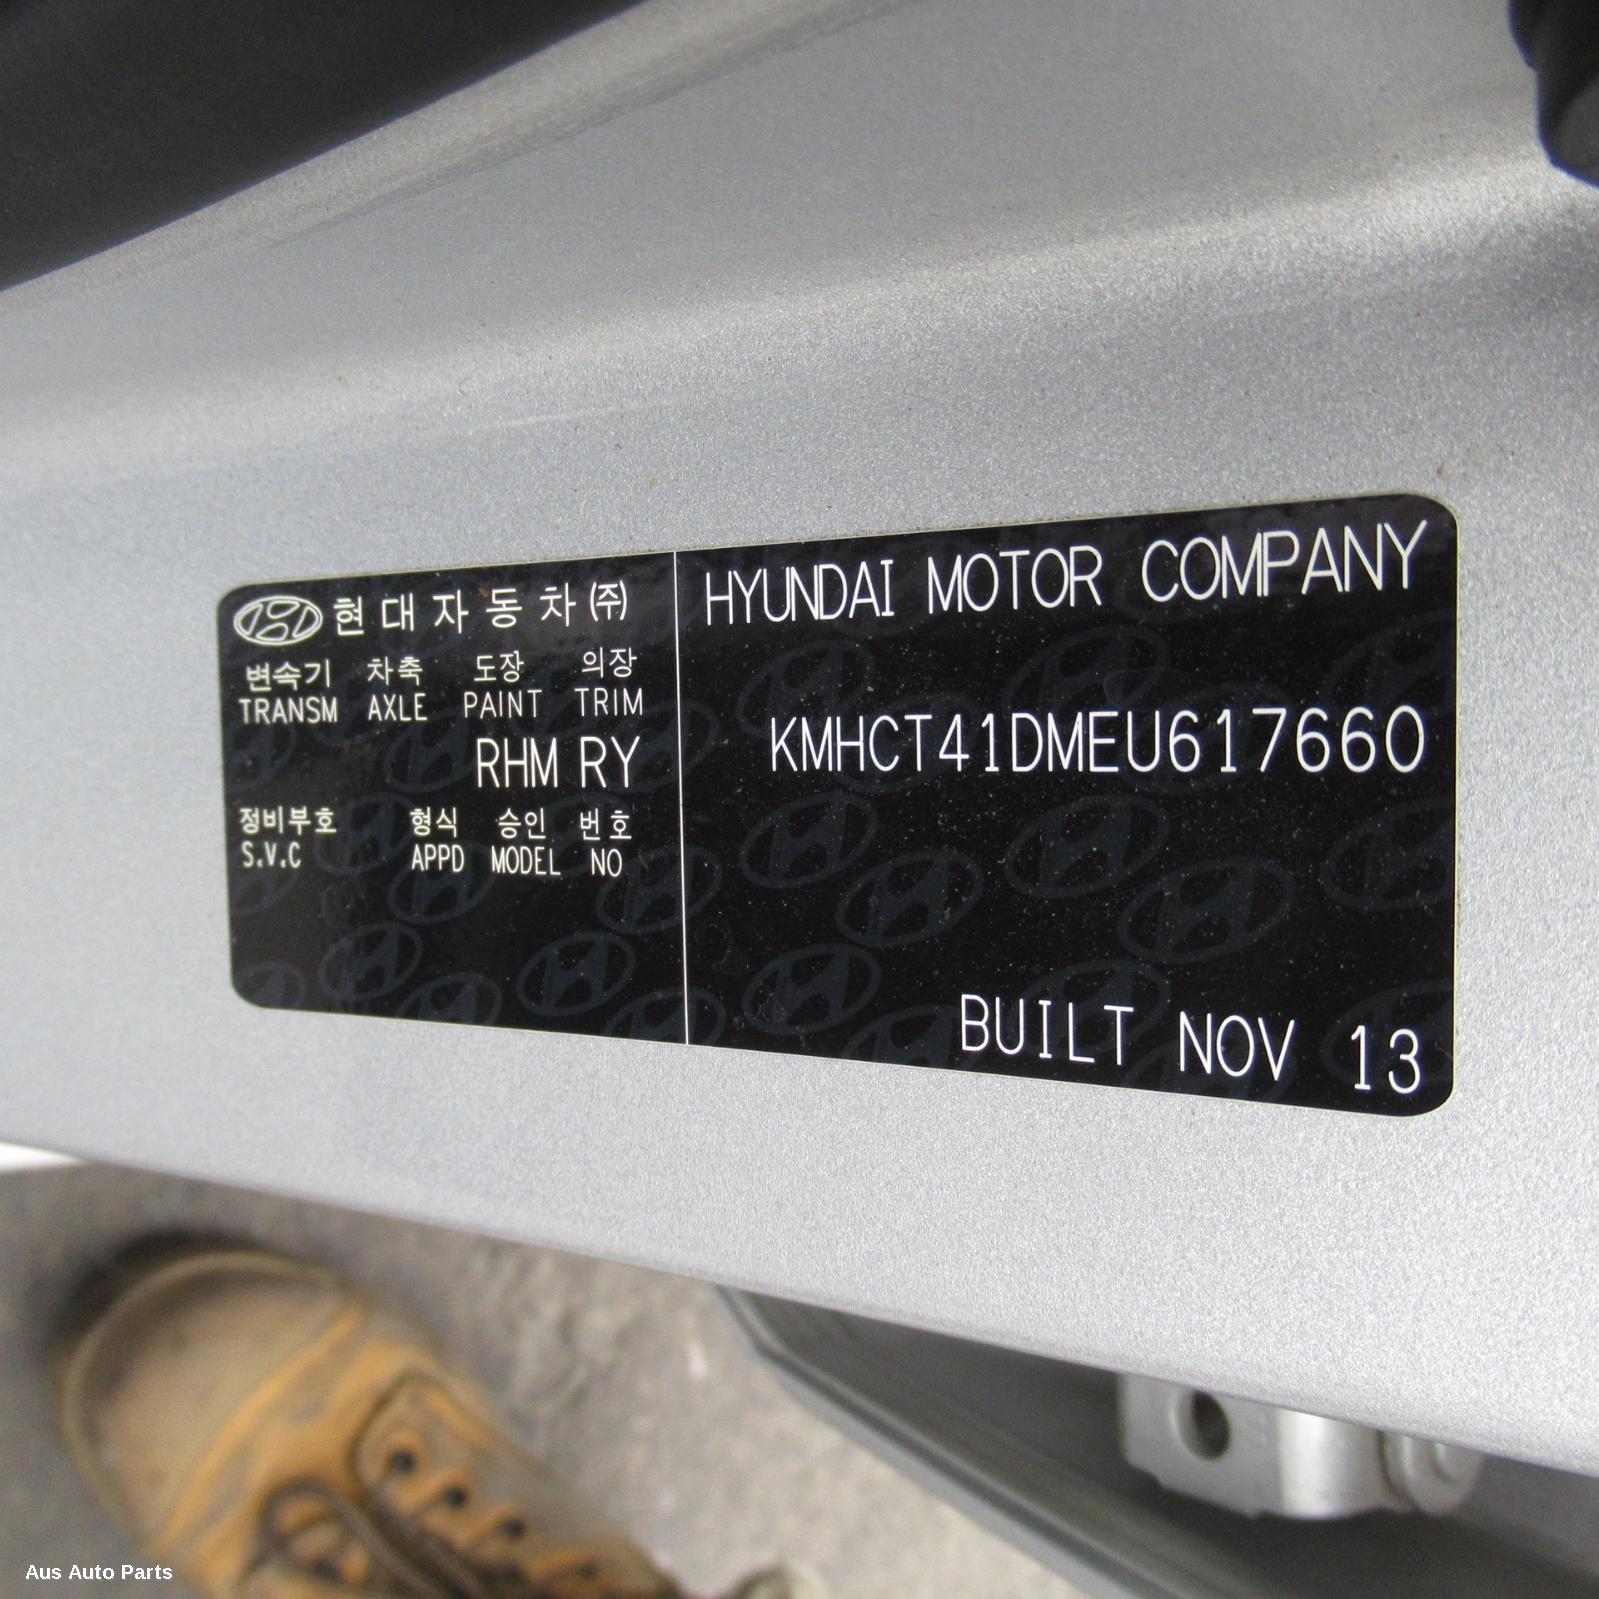 현대자동차(주)
변속기 차축 도장 의장
TRANSM AXLE PAINT TRIM
RHM RY
정비부호 형식 승인 번호
S.V.C APPD MODEL NO
HYUNDAI MOTOR COMPANY
KMHCT41DMEU617660
BUILT NOV 13
Aus Auto Parts